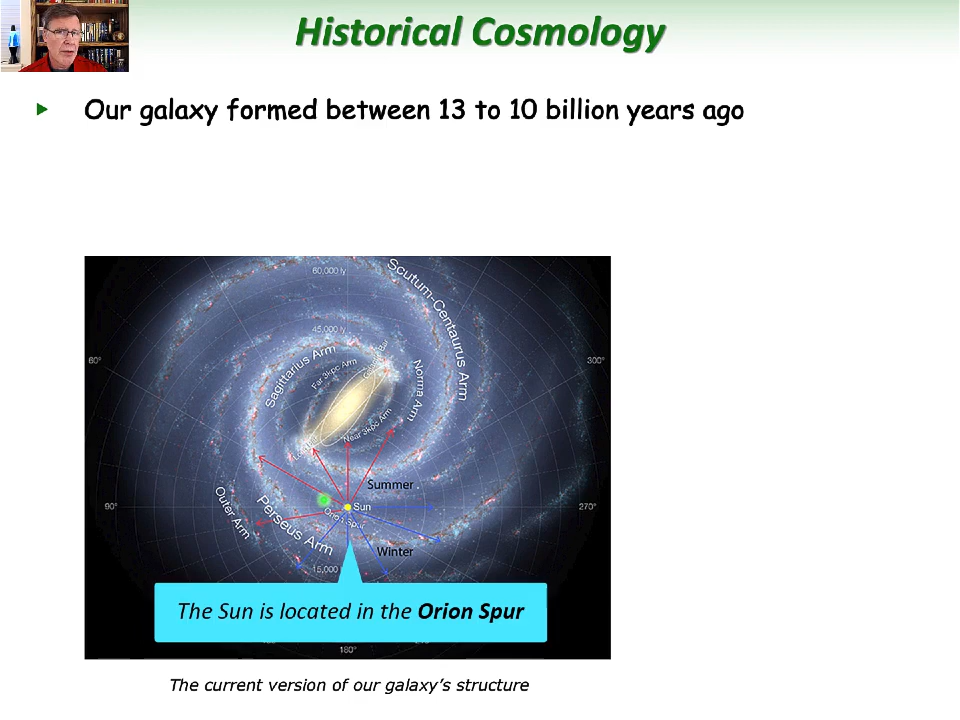 Historical Cosmology
Our galaxy formed between 13 to 10 billion years ago
60,000 ly
Scutum-Centaurus Arm
45,000 ly
60°
300°
Sagittarius Arm
Far 3kpc Arm
Norma Arm
Near 3kpc Arm
Summer
90°
Sun
270°
Outer Arm
Perseus Arm
Orion Spur
Winter
15,000
The Sun is located in the Orion Spur
180°
The current version of our galaxy's structure